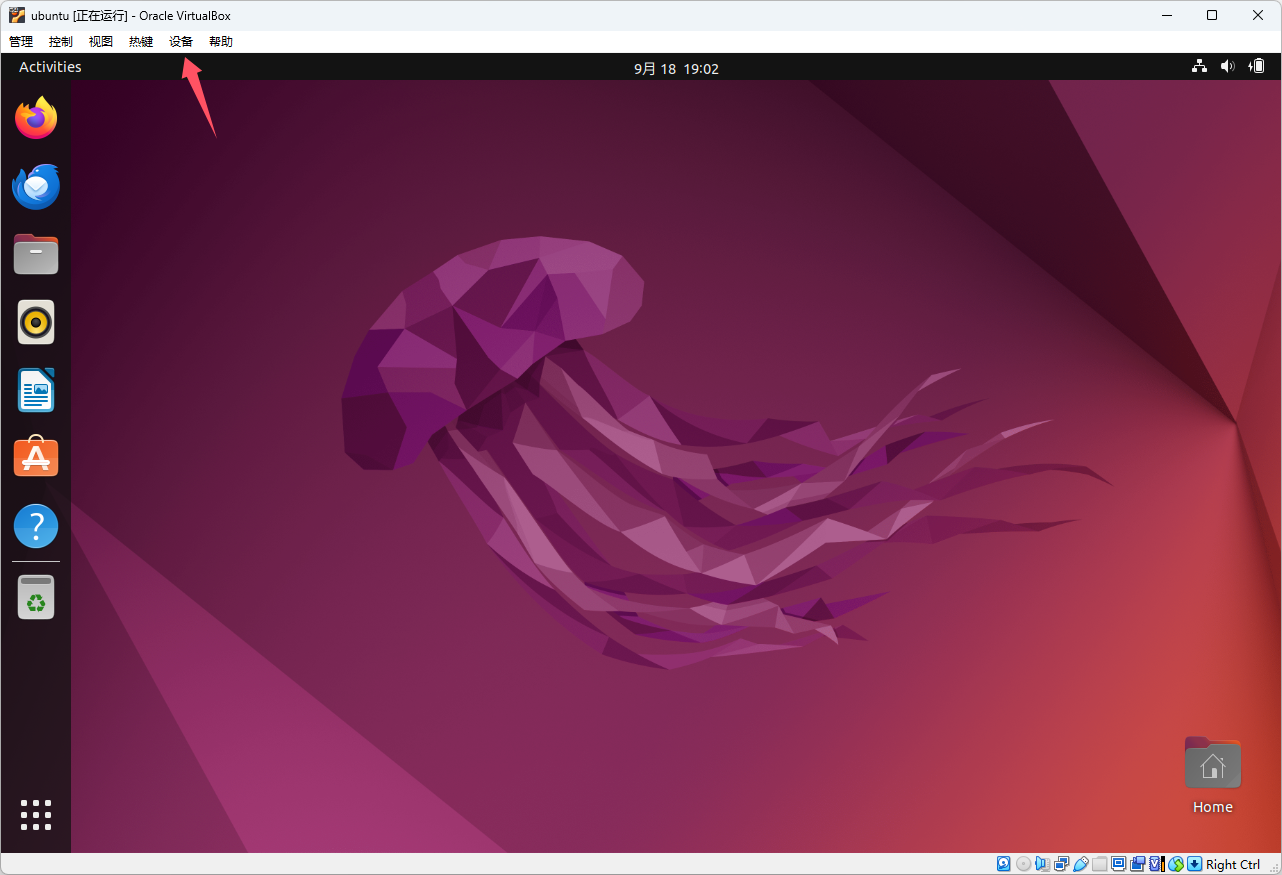 ubuntu [正在运行] - Oracle VirtualBox
管理 控制 视图 热键 设备 帮助
Activities 9月 18 19:02
Home
Right Ctrl